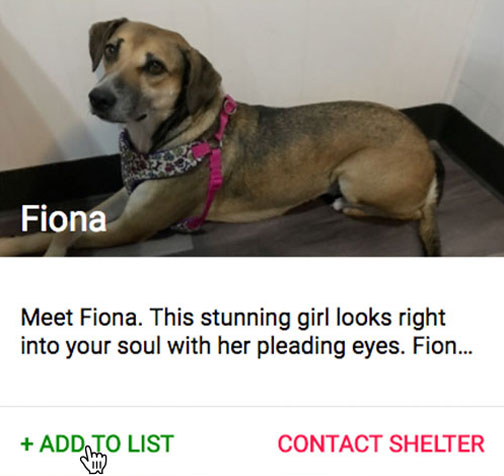 Fiona
Meet Fiona. This stunning girl looks right
into your soul with her pleading eyes. Fion...
+ ADD TO LIST
CONTACT SHELTER